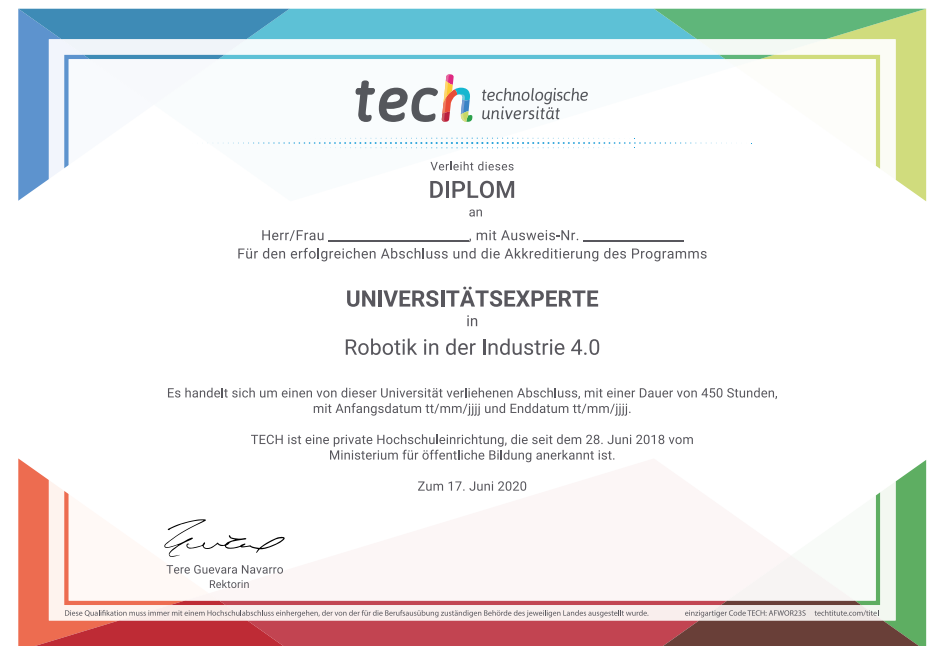 tech technologische
universität
Verleiht dieses
DIPLOM
an
Herr/Frau ____________, mit Ausweis-Nr. ____________
Für den erfolgreichen Abschluss und die Akkreditierung des Programms
UNIVERSITÄTSEXPERTE
in
Robotik in der Industrie 4.0
Es handelt sich um einen von dieser Universität verliehenen Abschluss, mit einer Dauer von 450 Stunden,
mit Anfangsdatum tt/mm/jjjj und Enddatum tt/mm/jjjj.
TECH ist eine private Hochschuleinrichtung, die seit dem 28. Juni 2018 vom
Ministerium für öffentliche Bildung anerkannt ist.
Zum 17. Juni 2020
Tere Guevara Navarro
Rektorin
Diese Qualifikation muss immer mit einem Hochschulabschluss einhergehen, der von der für die Berufsausübung zuständigen Behörde des jeweiligen Landes ausgestellt wurde. einzigartiger Code TECH: AFWOR23S techtitute.com/titel